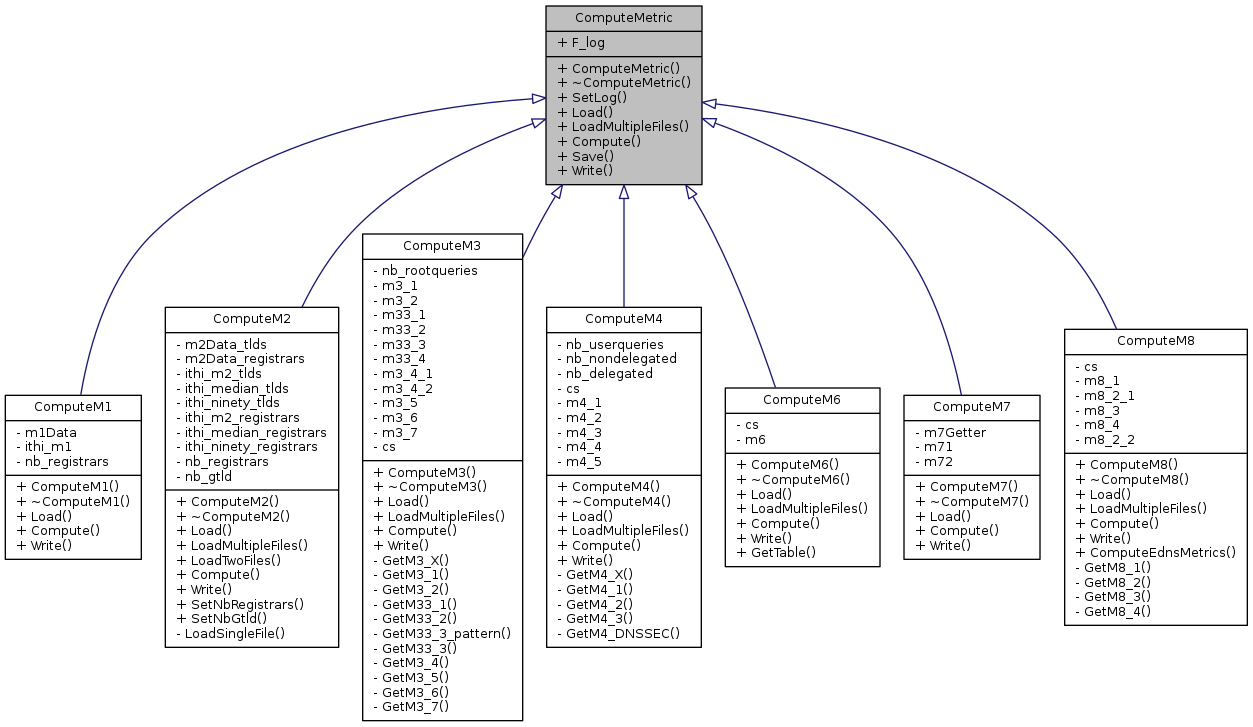 ComputeMetric
+ F_log
+ ComputeMetric()
+ ~ComputeMetric()
+ SetLog()
+ Load()
+ LoadMultipleFiles()
+ Compute()
+ Save()
+ Write()
ComputeM1
- m1Data
- ithi_m1
- nb_registrars
+ ComputeM1()
+ ~ComputeM1()
+ Load()
+ Compute()
+ Write()
ComputeM2
- m2Data_tlds
- m2Data_registrars
- ithi_m2_tlds
- ithi_median_tlds
- ithi_ninety_tlds
- ithi_m2_registrars
- ithi_median_registrars
- ithi_ninety_registrars
- nb_registrars
- nb_gtld
+ ComputeM2()
+ ~ComputeM2()
+ Load()
+ LoadMultipleFiles()
+ LoadTwoFiles()
+ Compute()
+ Write()
+ SetNbRegistrars()
+ SetNbGtld()
- LoadSingleFile()
ComputeM3
- nb_rootqueries
- m3_1
- m3_2
- m33_1
- m33_2
- m33_3
- m33_4
- m3_4_1
- m3_4_2
- m3_5
- m3_6
- m3_7
- cs
+ ComputeM3()
+ ~ComputeM3()
+ Load()
+ LoadMultipleFiles()
+ Compute()
+ Write()
- GetM3_X()
- GetM3_1()
- GetM3_2()
- GetM33_1()
- GetM33_2()
- GetM33_3_pattern()
- GetM33_3()
- GetM3_4()
- GetM3_5()
- GetM3_6()
- GetM3_7()
ComputeM4
- nb_userqueries
- nb_nondelegated
- nb_delegated
- cs
- m4_1
- m4_2
- m4_3
- m4_4
- m4_5
+ ComputeM4()
+ ~ComputeM4()
+ Load()
+ LoadMultipleFiles()
+ Compute()
+ Write()
- GetM4_X()
- GetM4_1()
- GetM4_2()
- GetM4_3()
- GetM4_DNSSEC()
ComputeM6
- cs
- m6
+ ComputeM6()
+ ~ComputeM6()
+ Load()
+ LoadMultipleFiles()
+ Compute()
+ Write()
+ GetTable()
ComputeM7
- m7Getter
- m71
- m72
+ ComputeM7()
+ ~ComputeM7()
+ Load()
+ Compute()
+ Write()
ComputeM8
- cs
- m8_1
- m8_2_1
- m8_3
- m8_4
- m8_2_2
+ ComputeM8()
+ ~ComputeM8()
+ Load()
+ LoadMultipleFiles()
+ Compute()
+ Write()
+ ComputeEdnsMetrics()
- GetM8_1()
- GetM8_2()
- GetM8_3()
- GetM8_4()